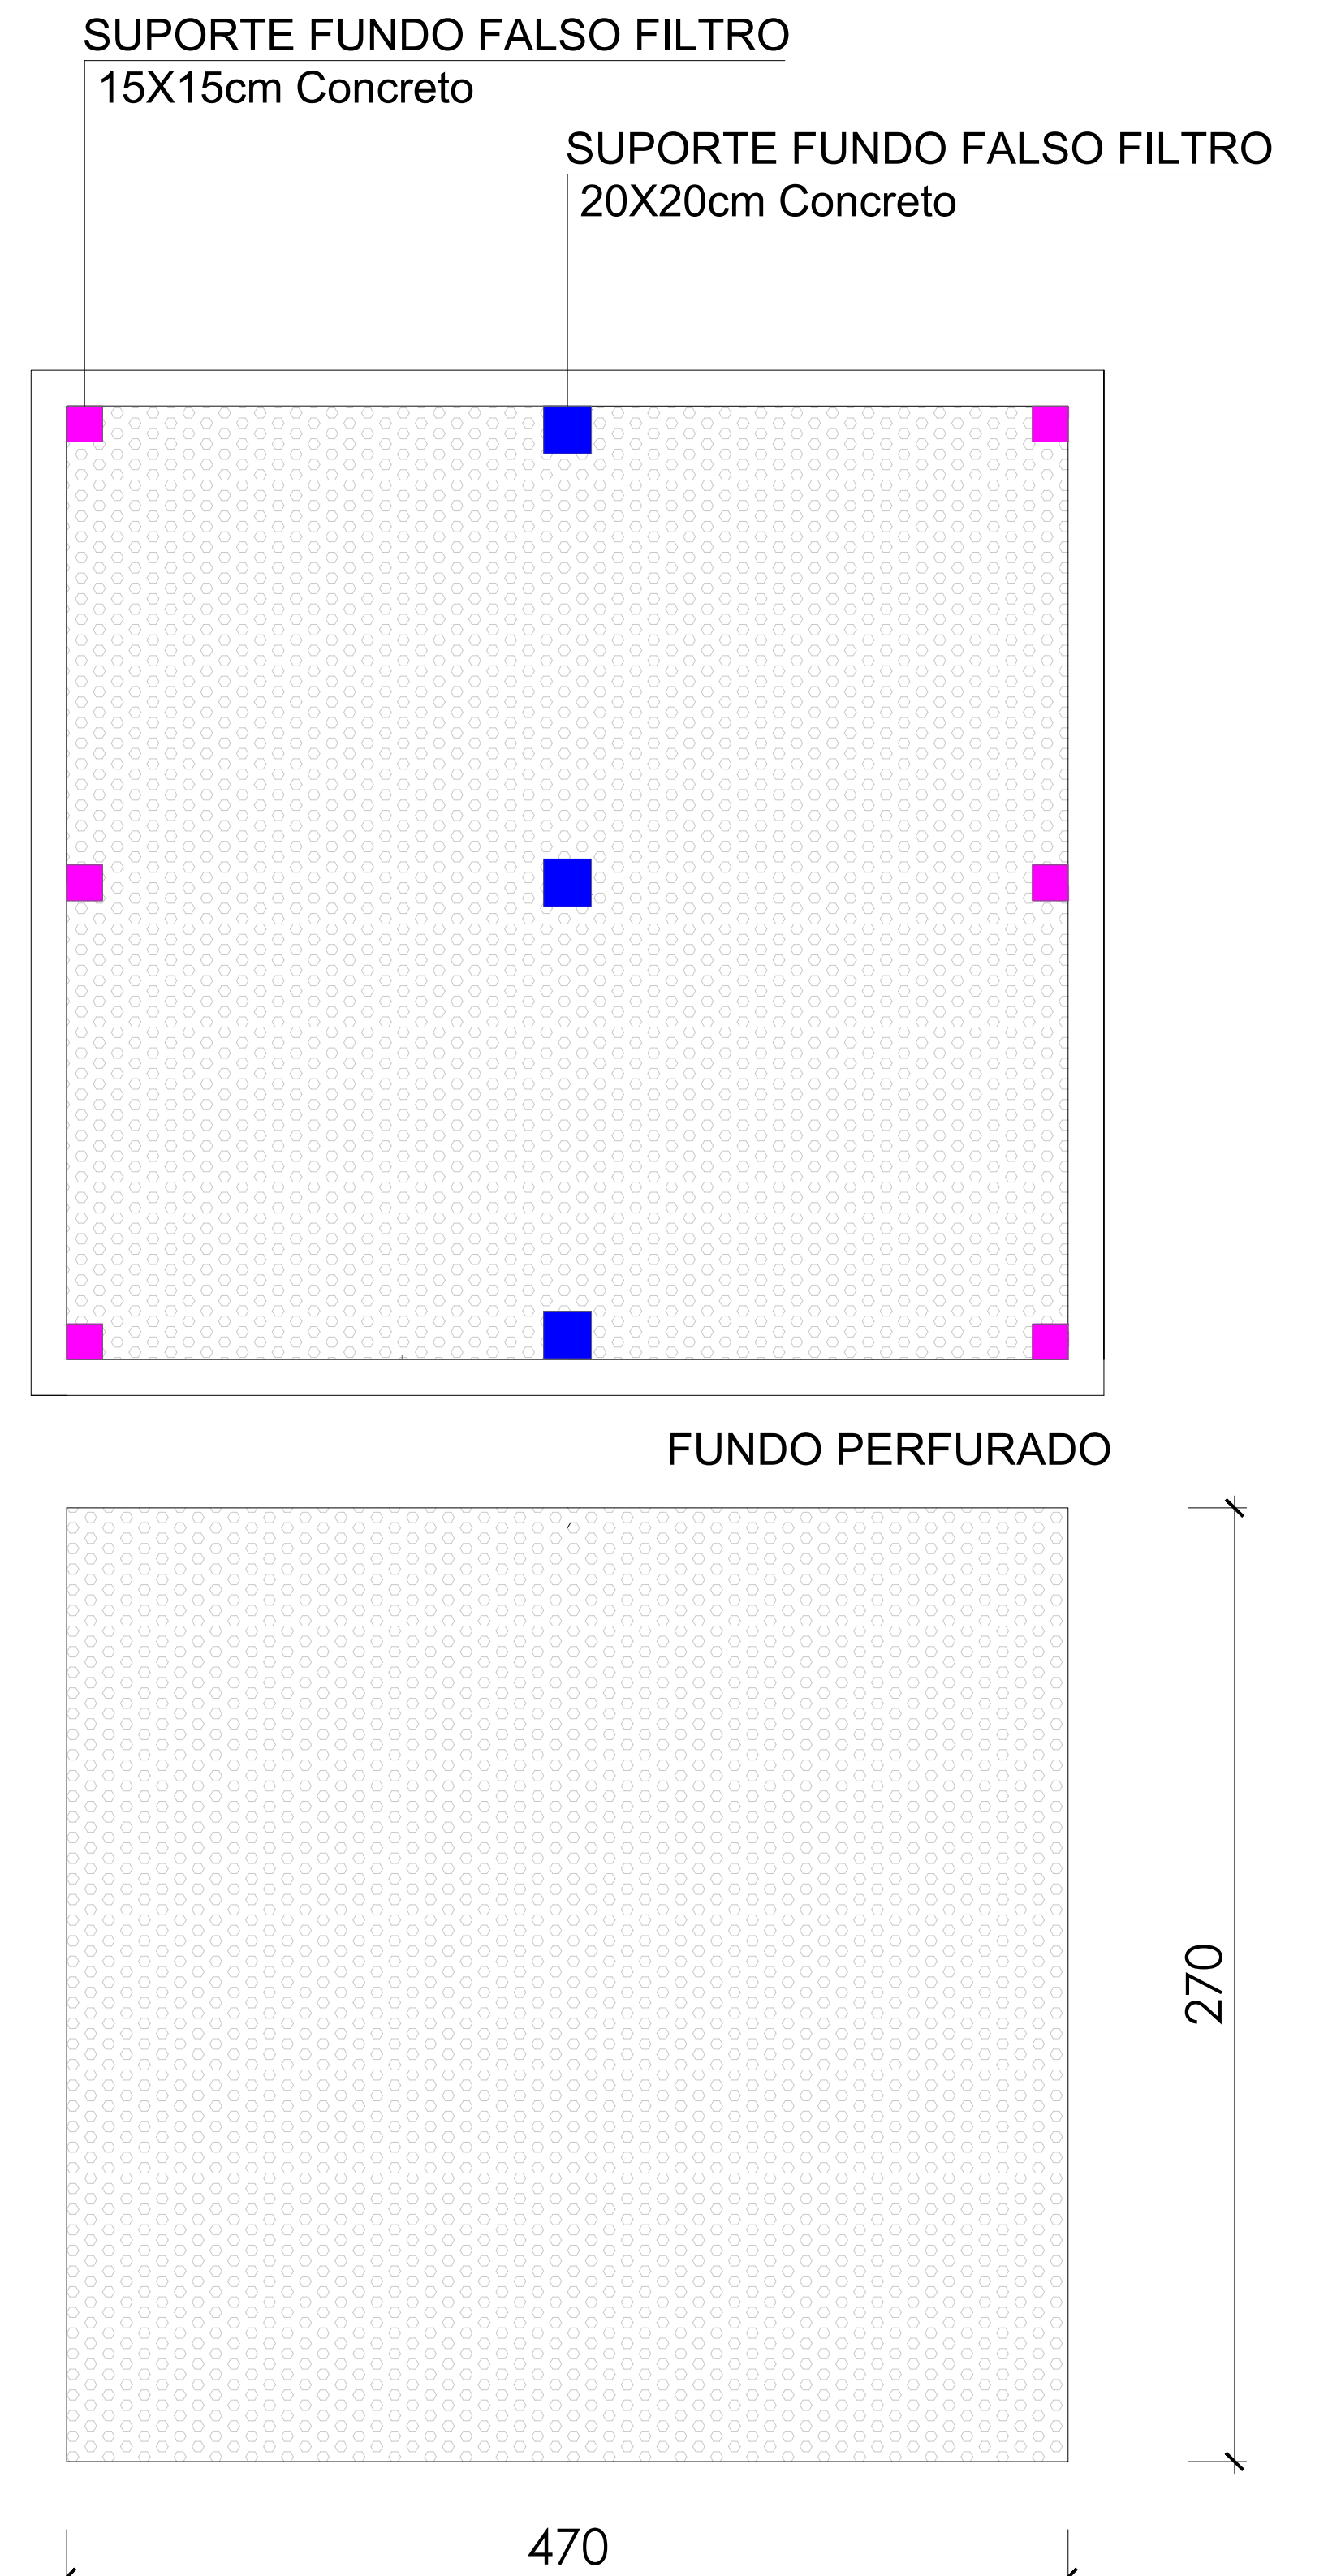 SUPORTE FUNDO FALSO FILTRO
15X15cm Concreto
SUPORTE FUNDO FALSO FILTRO
20X20cm Concreto
FUNDO PERFURADO
270
470